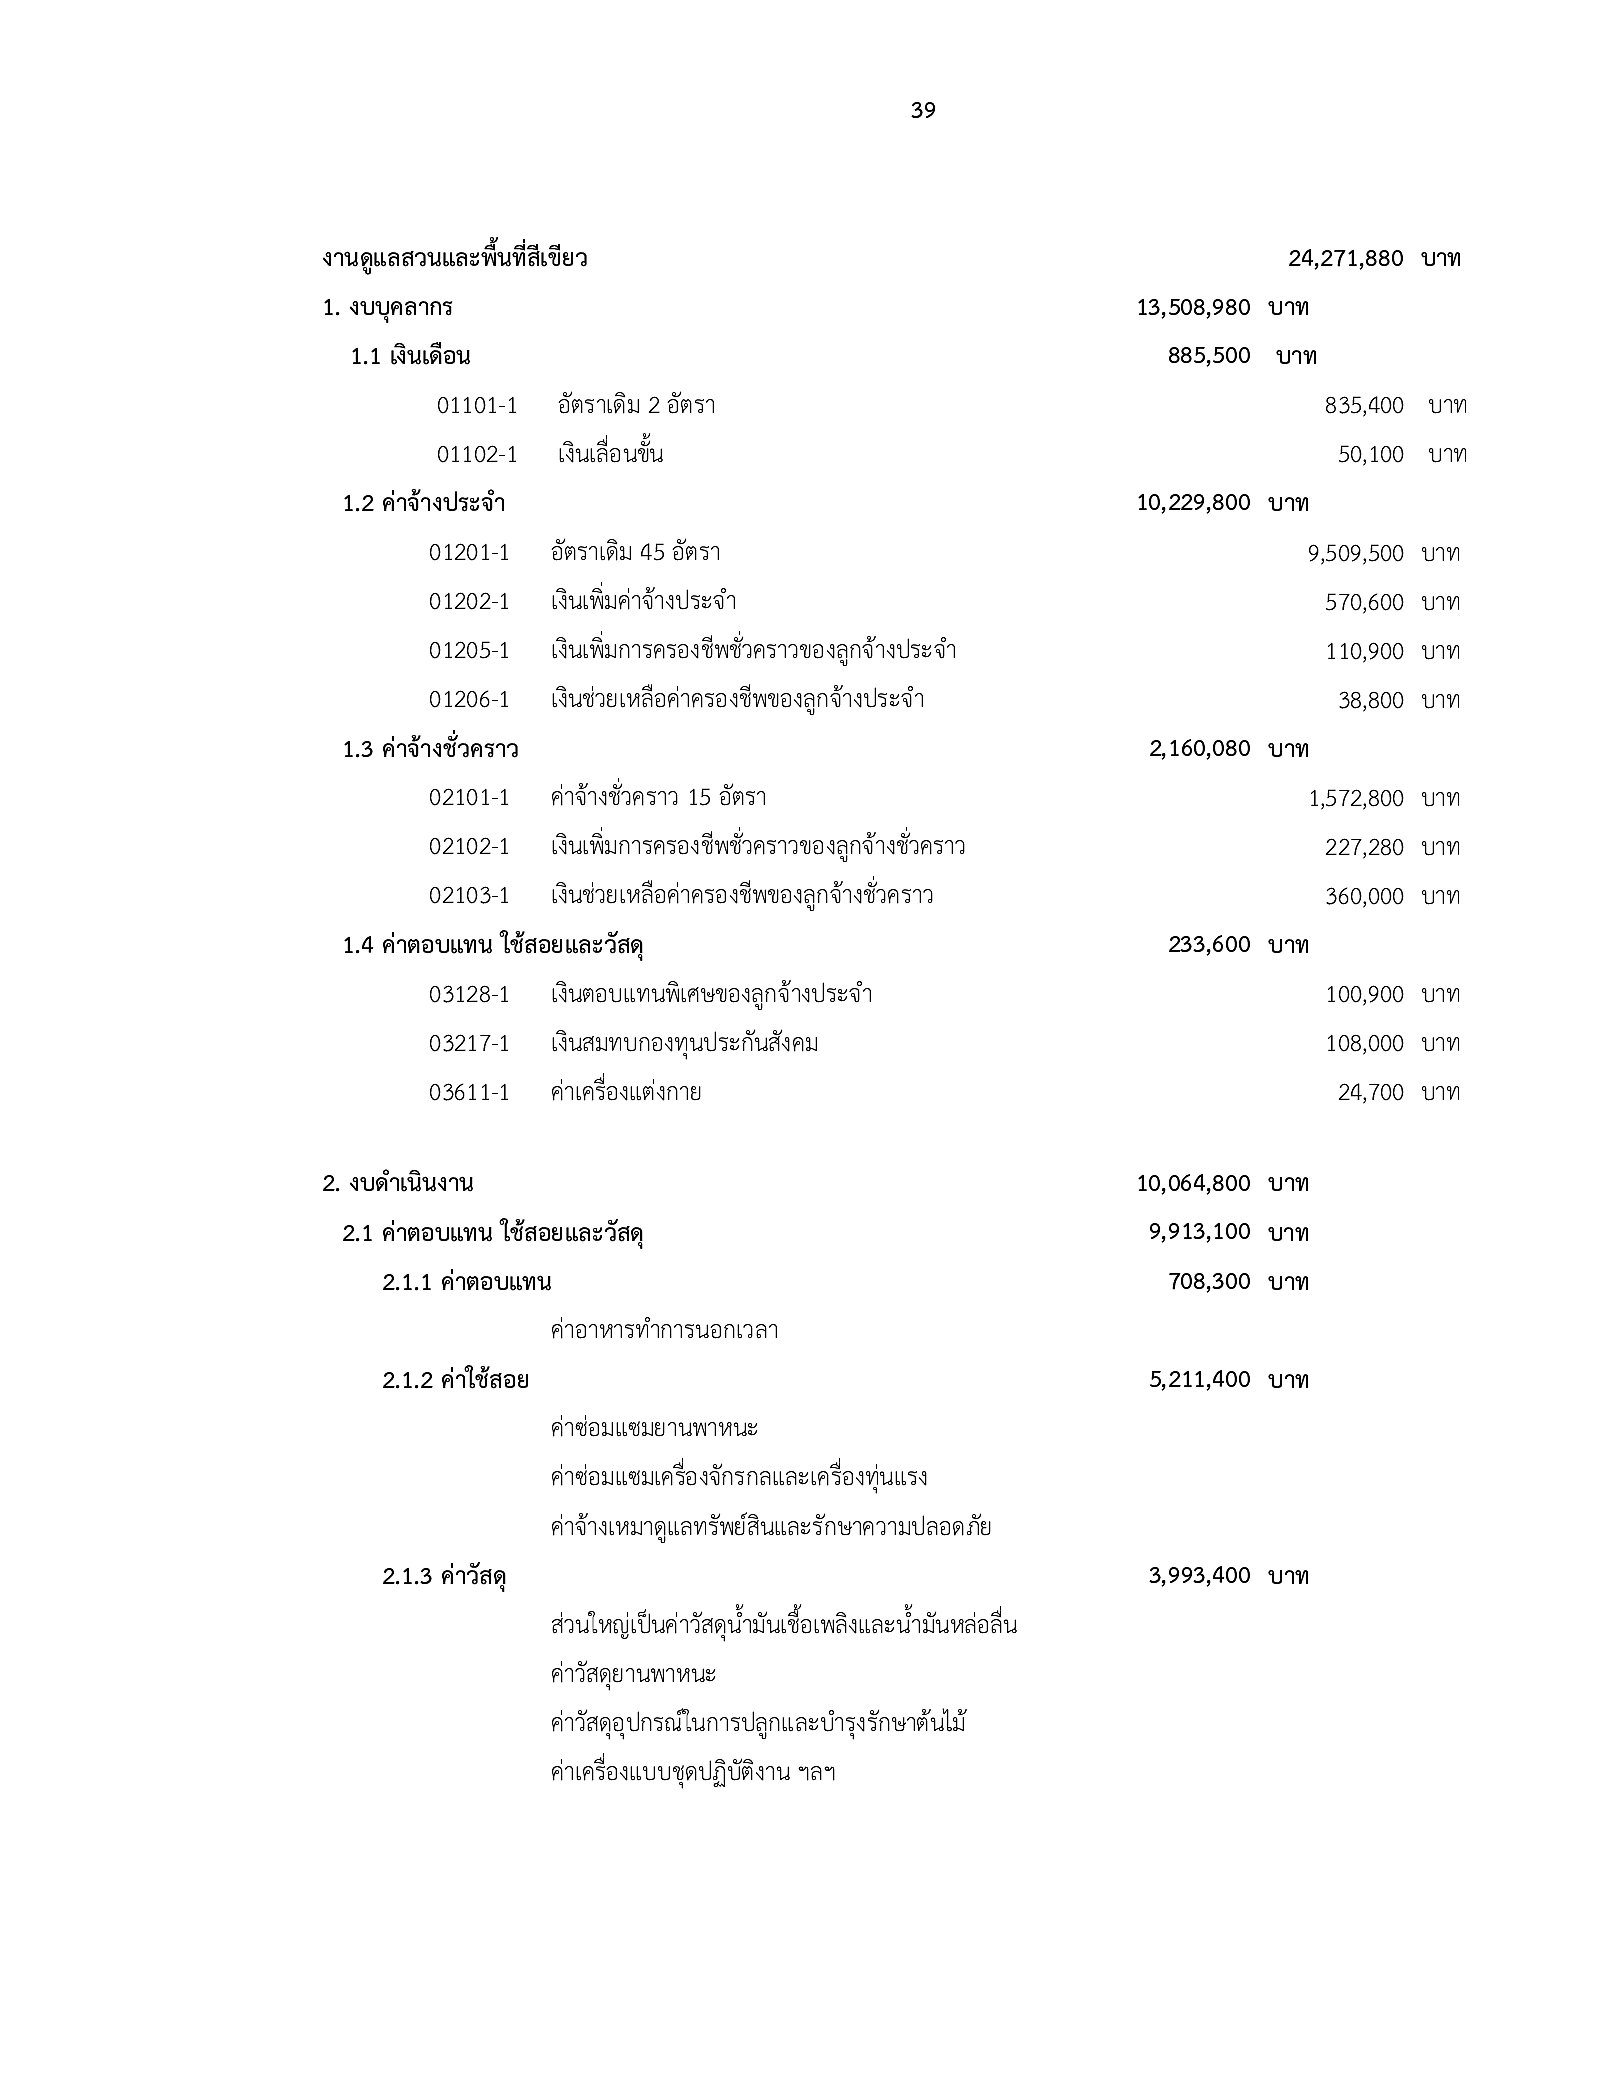 39
งานดูแลสวนและพื้นที่สีเขียว 24,271,880 บาท
1. งบบุคลากร 13,508,980 บาท
1.1 เงินเดือน 885,500 บาท
01101-1 อัตราเดิม 2 อัตรา 835,400 บาท
01102-1 เงินเลื่อนขั้น 50,100 บาท
1.2 ค่าจ้างประจำ 10,229,800 บาท
01201-1 อัตราเดิม 45 อัตรา 9,509,500 บาท
01202-1 เงินเพิ่มค่าจ้างประจำ 570,600 บาท
01205-1 เงินเพิ่มการครองชีพชั่วคราวของลูกจ้างประจำ 110,900 บาท
01206-1 เงินช่วยเหลือค่าครองชีพของลูกจ้างประจำ 38,800 บาท
1.3 ค่าจ้างชั่วคราว 2,160,080 บาท
02101-1 ค่าจ้างชั่วคราว 15 อัตรา 1,572,800 บาท
02102-1 เงินเพิ่มการครองชีพชั่วคราวของลูกจ้างชั่วคราว 227,280 บาท
02103-1 เงินช่วยเหลือค่าครองชีพของลูกจ้างชั่วคราว 360,000 บาท
1.4 ค่าตอบแทน ใช้สอยและวัสดุ 233,600 บาท
03128-1 เงินตอบแทนพิเศษของลูกจ้างประจำ 100,900 บาท
03217-1 เงินสมทบกองทุนประกันสังคม 108,000 บาท
03611-1 ค่าเครื่องแต่งกาย 24,700 บาท
2. งบดำเนินงาน 10,064,800 บาท
2.1 ค่าตอบแทน ใช้สอยและวัสดุ 9,913,100 บาท
2.1.1 ค่าตอบแทน 708,300 บาท
ค่าอาหารทำการนอกเวลา
2.1.2 ค่าใช้สอย 5,211,400 บาท
ค่าซ่อมแซมยานพาหนะ
ค่าซ่อมแซมเครื่องจักรกลและเครื่องทุ่นแรง
ค่าจ้างเหมาดูแลทรัพย์สินและรักษาความปลอดภัย
2.1.3 ค่าวัสดุ 3,993,400 บาท
ส่วนใหญ่เป็นค่าวัสดุน้ำมันเชื้อเพลิงและน้ำมันหล่อลื่น
ค่าวัสดุยานพาหนะ
ค่าวัสดุอุปกรณ์ในการปลูกและบำรุงรักษาต้นไม้
ค่าเครื่องแบบชุดปฏิบัติงาน ฯลฯ